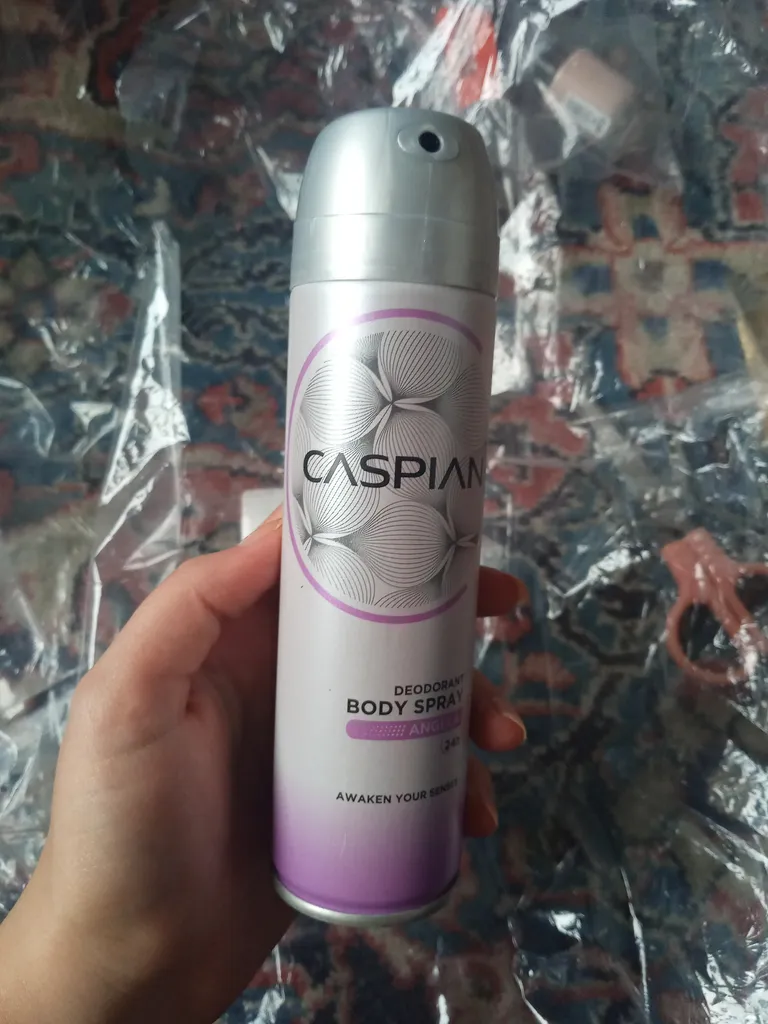 CASPIAN
DEODORANT
BODY SPRAY
24
AWAKEN YOUR SENSES